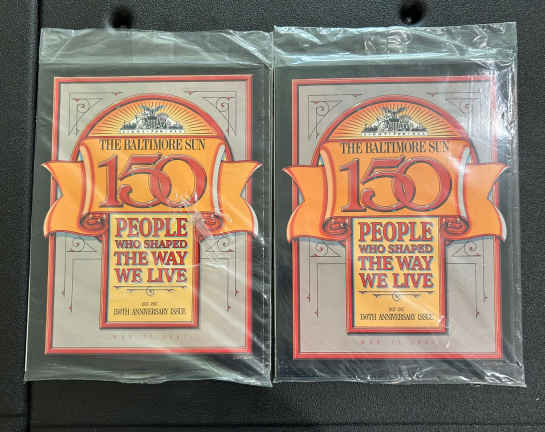 THE BALTIMORE SUN
150
PEOPLE
WHO SHAPED
THE WAY
WE LIVE
150TH ANNIVERSARY ISSUE
THE BALTIMORE SUN
150
PEOPLE
WHO SHAPED
THE WAY
WE LIVE
150TH ANNIVERSARY ISSUE